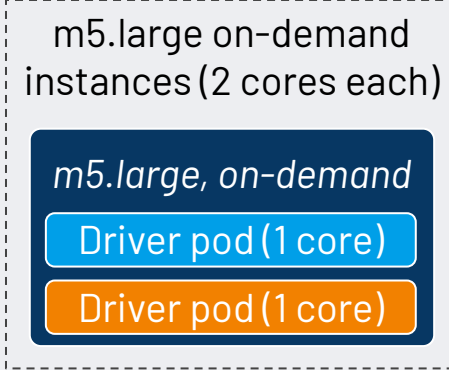 m5.large on-demand
instances (2 cores each)
m5.large, on-demand
Driver pod (1 core)
Driver pod (1 core)